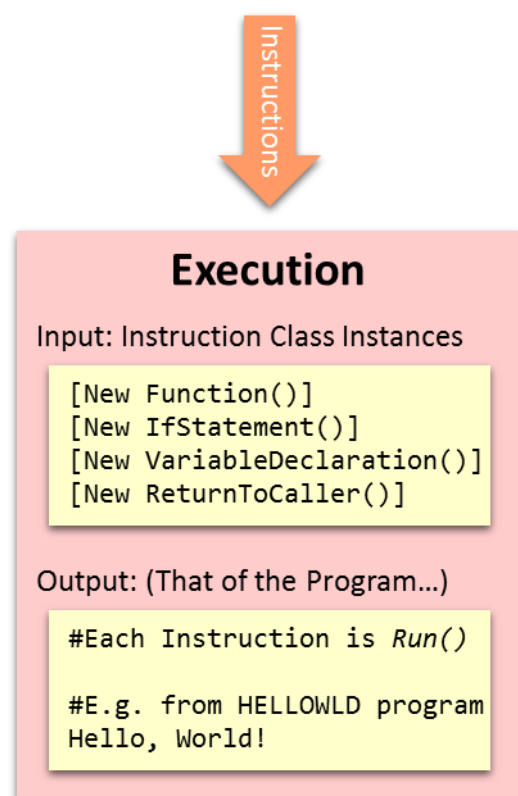 Instructions
Execution
Input: Instruction Class Instances
[New Function()]
[New IfStatement()]
[New VariableDeclaration()]
[New ReturnToCaller()]
Output: (That of the Program…)
#Each Instruction is Run()
#E.g. from HELLOWLD program
Hello, World!